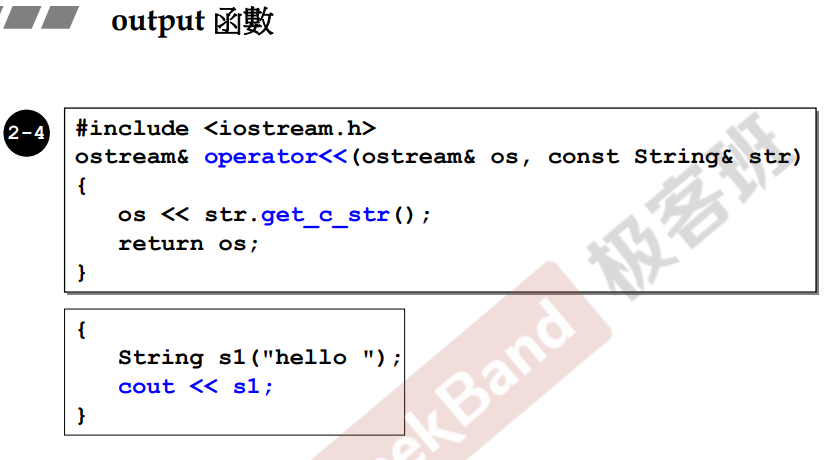 output 函數
2-4
#include <iostream.h>
ostream& operator<<(ostream& os, const String& str)
{
   os << str.get_c_str();
   return os;
}
{
   String s1("hello ");
   cout << s1;
}
极客班
eekBand